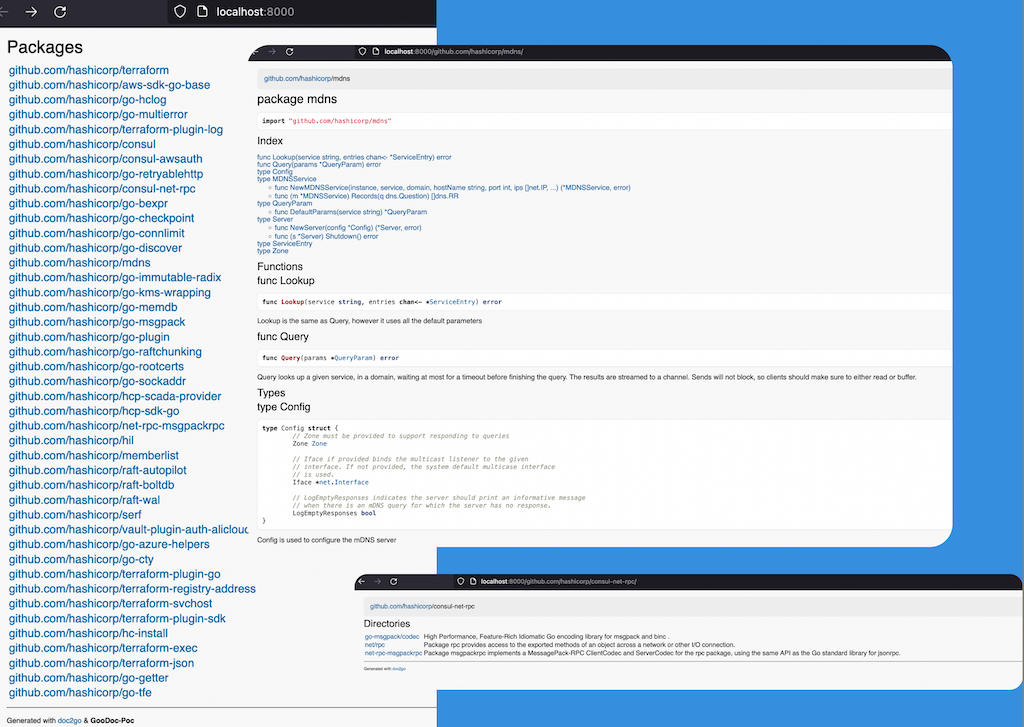 localhost:8000
Packages
github.com/hashicorp/terraform
github.com/hashicorp/aws-sdk-go-base
github.com/hashicorp/go-hclog
github.com/hashicorp/go-multierror
github.com/hashicorp/terraform-plugin-log
github.com/hashicorp/consul
github.com/hashicorp/consul-awsauth
github.com/hashicorp/go-retryablehttp
github.com/hashicorp/consul-net-rpc
github.com/hashicorp/go-bexpr
github.com/hashicorp/go-checkpoint
github.com/hashicorp/go-connlimit
github.com/hashicorp/go-discover
github.com/hashicorp/mdns
github.com/hashicorp/go-immutable-radix
github.com/hashicorp/go-kms-wrapping
github.com/hashicorp/go-memdb
github.com/hashicorp/go-msgpack
github.com/hashicorp/go-plugin
github.com/hashicorp/go-raftchunking
github.com/hashicorp/go-rootcerts
github.com/hashicorp/go-sockaddr
github.com/hashicorp/hcp-scada-provider
github.com/hashicorp/hcp-sdk-go
github.com/hashicorp/net-rpc-msgpackrpc
github.com/hashicorp/hil
github.com/hashicorp/memberlist
github.com/hashicorp/raft-autopilot
github.com/hashicorp/raft-boltdb
github.com/hashicorp/raft-wal
github.com/hashicorp/serf
github.com/hashicorp/vault-plugin-auth-alicloud
github.com/hashicorp/go-azure-helpers
github.com/hashicorp/go-cty
github.com/hashicorp/terraform-plugin-go
github.com/hashicorp/terraform-registry-address
github.com/hashicorp/terraform-svchost
github.com/hashicorp/terraform-plugin-sdk
github.com/hashicorp/hc-install
github.com/hashicorp/terraform-exec
github.com/hashicorp/terraform-json
github.com/hashicorp/go-getter
github.com/hashicorp/go-tfe
Generated with doc2go & GooDoc-Poc
localhost:8000/github.com/hashicorp/mdns/
github.com/hashicorp/mdns
package mdns
import "github.com/hashicorp/mdns"
Index
func Lookup(service string, entries chan<- *ServiceEntry) error
func Query(params *QueryParam) error
type Config
type MDNSService
func NewMDNSService(instance, service, domain, hostName string, port int, ips []net.IP, ...) (*MDNSService, error)
func (m *MDNSService) Records(q dns.Question) []dns.RR
type QueryParam
func DefaultParams(service string) *QueryParam
type Server
func NewServer(config *Config) (*Server, error)
func (s *Server) Shutdown() error
type ServiceEntry
type Zone
Functions
func Lookup
func Lookup(service string, entries chan<- *ServiceEntry) error
Lookup is the same as Query, however it uses all the default parameters
func Query
func Query(params *QueryParam) error
Query looks up a given service, in a domain, waiting at most for a timeout before finishing the query. The results are streamed to a channel. Sends will not block, so clients should make sure to either read or buffer.
Types
type Config
type Config struct {
// Zone must be provided to support responding to queries
Zone Zone
// Iface if provided binds the multicast listener to the given
// interface. If not provided, the system default multicase interface
// is used.
Iface *net.Interface
// LogEmptyResponses indicates the server should print an informative message
// when there is an mDNS query for which the server has no response.
LogEmptyResponses bool
}
Config is used to configure the mDNS server
localhost:8000/github.com/hashicorp/consul-net-rpc/
github.com/hashicorp/consul-net-rpc
Directories
go-msgpack/codec High Performance, Feature-Rich Idiomatic Go encoding library for msgpack and binc .
net/rpc Package rpc provides access to the exported methods of an object across a network or other I/O connection.
net-rpc-msgpackrpc Package msgpackrpc implements a MessagePack-RPC ClientCodec and ServerCodec for the rpc package, using the same API as the Go standard library for jsonrpc.
Generated with doc2go